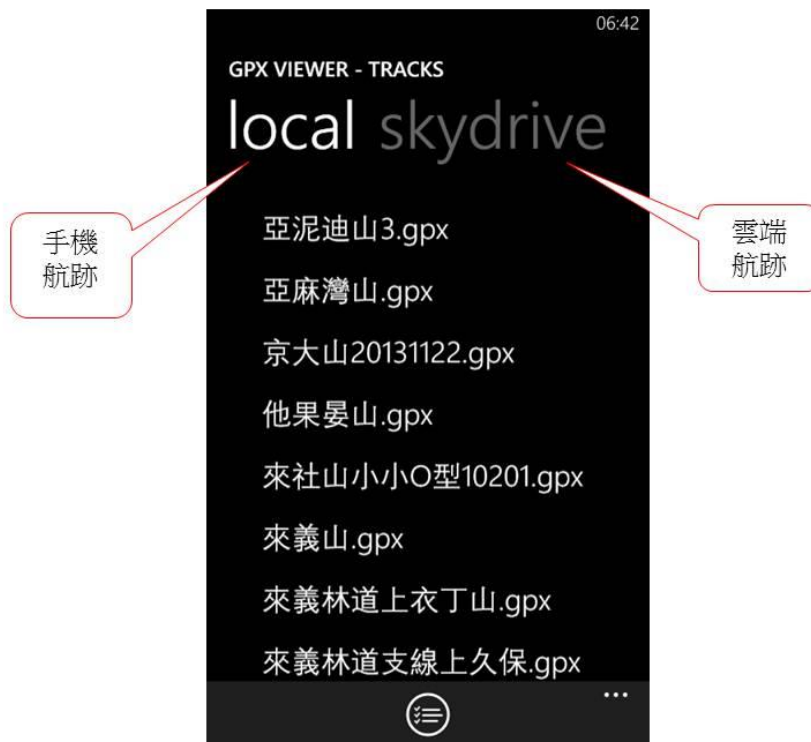 06:42
GPX VIEWER - TRACKS
local skydrive
手機
航跡
雲端
航跡
亞泥迪山3.gpx
亞麻灣山.gpx
京大山20131122.gpx
他果晏山.gpx
來社山小小O型10201.gpx
來義山.gpx
來義林道上衣丁山.gpx
來義林道支線上久保.gpx